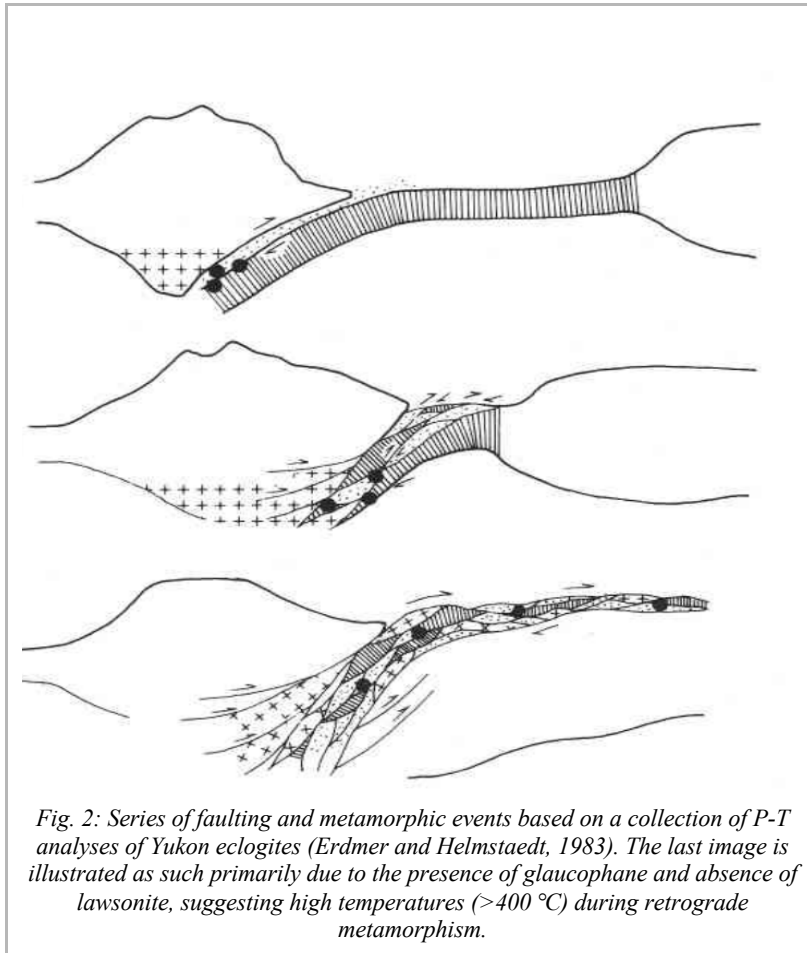 Fig. 2: Series of faulting and metamorphic events based on a collection of P-T
analyses of Yukon eclogites (Erdmer and Helmstaedt, 1983). The last image is
illustrated as such primarily due to the presence of glaucophane and absence of
lawsonite, suggesting high temperatures (>400 °C) during retrograde
metamorphism.